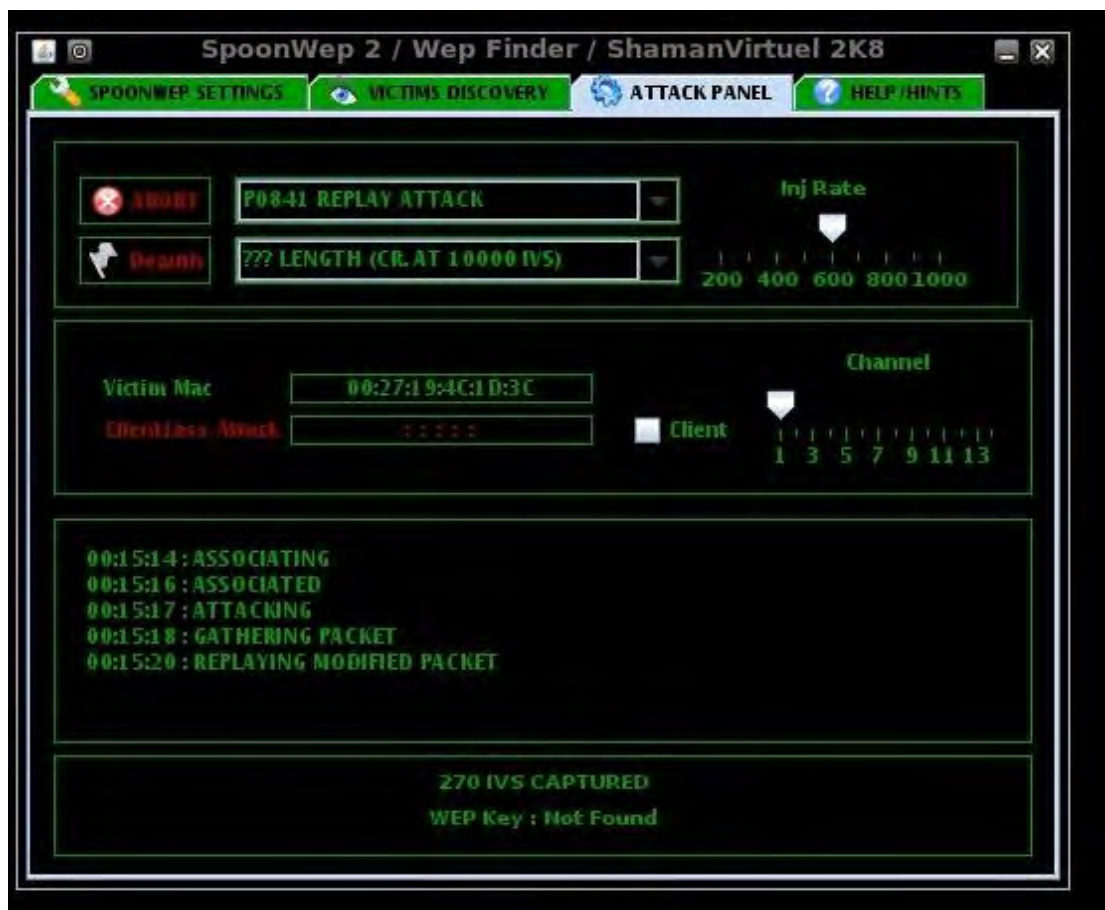 SpoonWep 2 / Wep Finder / ShamanVirtuel 2K8
SPOONWEP SETTINGS VICTIMS DISCOVERY ATTACK PANEL HELP /HINTS
ABORT P0841 REPLAY ATTACK Inj Rate
Deauth ??? LENGTH (CR. AT 10000 IVS)
200 400 600 800 1000
Channel
Victim Mac 00:27:19:4C:1D:3C
ClientLess Attack : : : : : Client
1 3 5 7 9 11 13
00:15:14 : ASSOCIATING
00:15:16 : ASSOCIATED
00:15:17 : ATTACKING
00:15:18 : GATHERING PACKET
00:15:20 : REPLAYING MODIFIED PACKET
270 IVS CAPTURED
WEP Key : Not Found